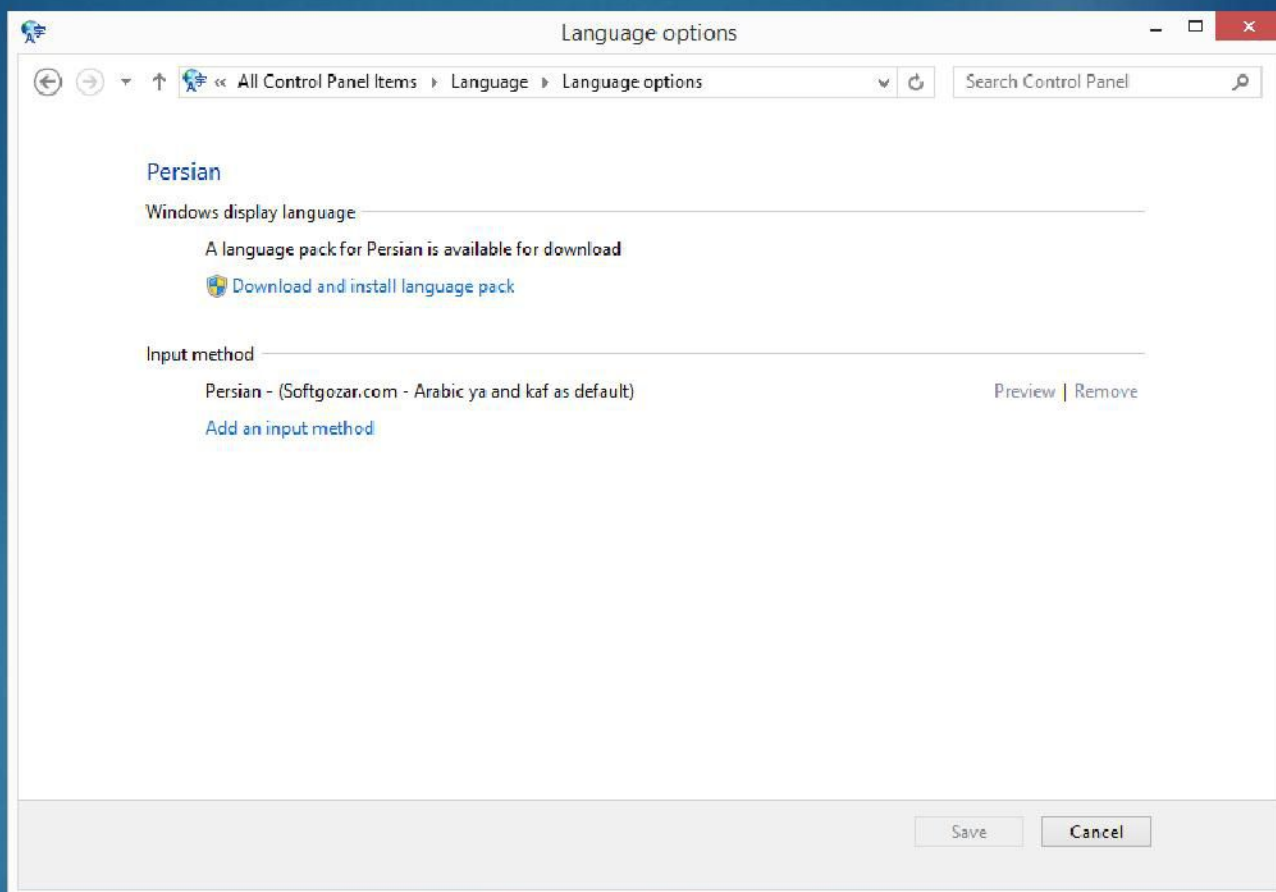 Language options
« All Control Panel Items ▸ Language ▸ Language options
Search Control Panel
Persian
Windows display language
A language pack for Persian is available for download
Download and install language pack
Input method
Persian - (Softgozar.com - Arabic ya and kaf as default) Preview | Remove
Add an input method
Save Cancel